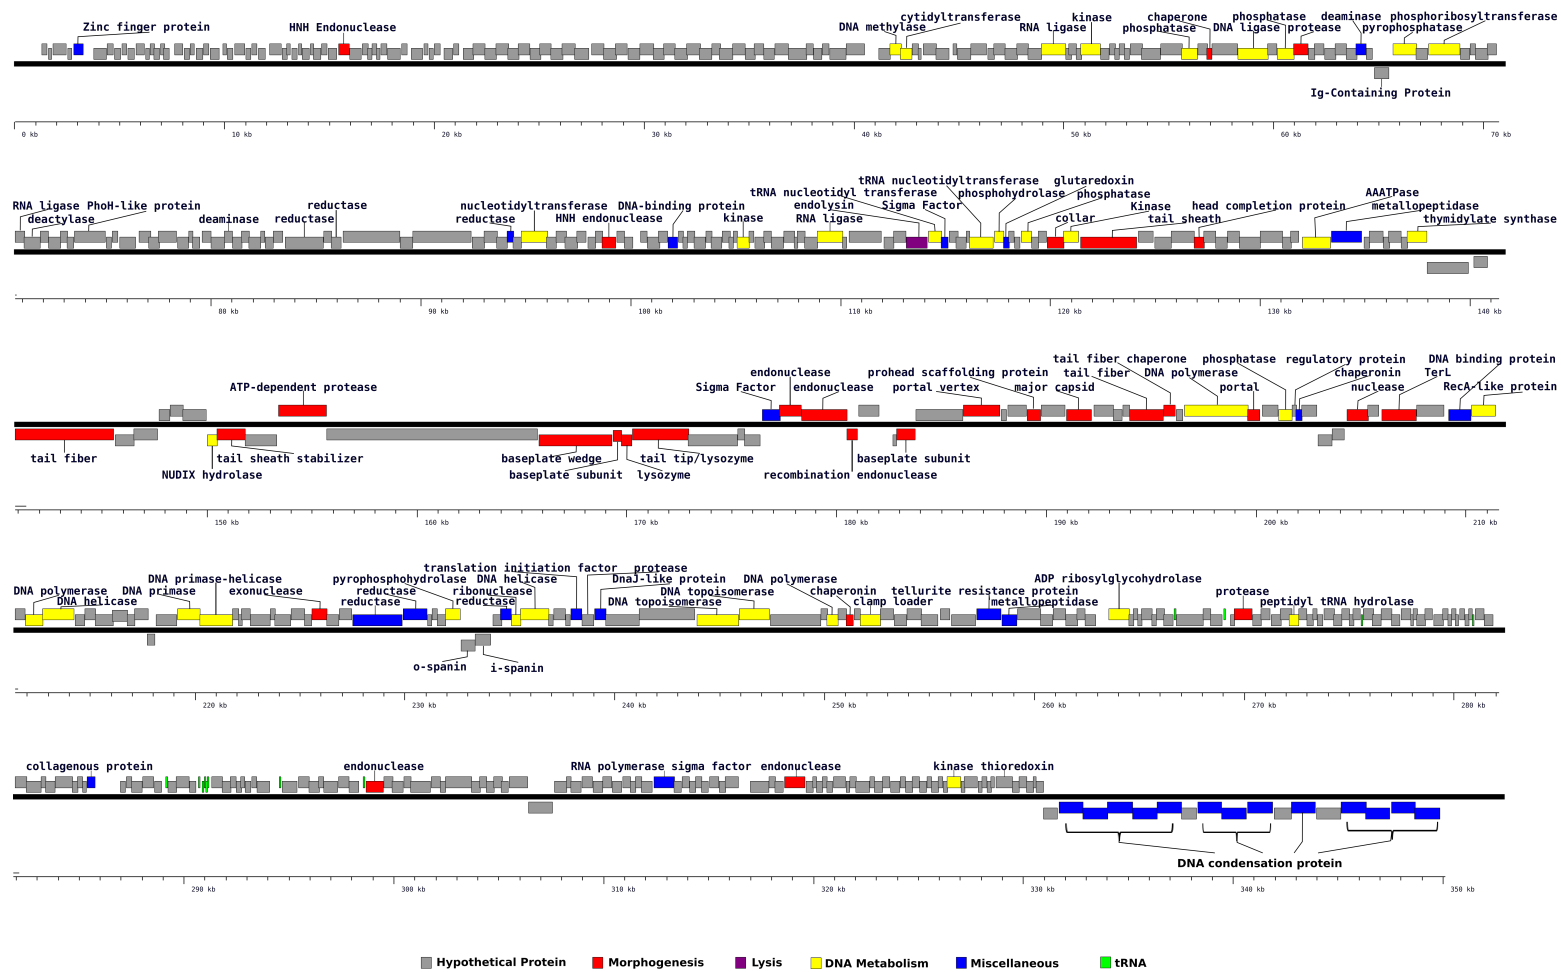 cytidyltransferase kinase chaperone phosphatase deaminase phosphoribosyltransferase
Zinc finger protein HNH Endonuclease DNA methylase RNA ligase phosphatase DNA ligase protease pyrophosphatase
Ig-Containing Protein
0 kb 10 kb 20 kb 30 kb 40 kb 50 kb 60 kb 70 kb
tRNA nucleotidyltransferase glutaredoxin
tRNA nucleotidyl transferase phosphohydrolase phosphatase AAATPase
RNA ligase PhoH-like protein reductase nucleotidyltransferase DNA-binding protein endolysin Sigma Factor Kinase head completion protein metallopeptidase
deactylase deaminase reductase reductase HNH endonuclease kinase RNA ligase collar tail sheath thymidylate synthase
80 kb 90 kb 100 kb 110 kb 120 kb 130 kb 140 kb
tail fiber chaperone phosphatase regulatory protein DNA binding protein
endonuclease prohead scaffolding protein tail fiber DNA polymerase chaperonin TerL
ATP-dependent protease Sigma Factor endonuclease portal vertex major capsid portal nuclease RecA-like protein
tail fiber tail sheath stabilizer baseplate wedge tail tip/lysozyme baseplate subunit
NUDIX hydrolase baseplate subunit lysozyme recombination endonuclease
150 kb 160 kb 170 kb 180 kb 190 kb 200 kb 210 kb
translation initiation factor protease
DNA primase-helicase pyrophosphohydrolase DNA helicase DnaJ-like protein DNA polymerase ADP ribosylglycohydrolase
DNA polymerase DNA primase exonuclease reductase ribonuclease DNA topoisomerase chaperonin tellurite resistance protein protease
DNA helicase reductase reductase DNA topoisomerase clamp loader metallopeptidase peptidyl tRNA hydrolase
o-spanin i-spanin
220 kb 230 kb 240 kb 250 kb 260 kb 270 kb 280 kb
collagenous protein endonuclease RNA polymerase sigma factor endonuclease kinase thioredoxin
DNA condensation protein
290 kb 300 kb 310 kb 320 kb 330 kb 340 kb 350 kb
Hypothetical Protein Morphogenesis Lysis DNA Metabolism Miscellaneous tRNA